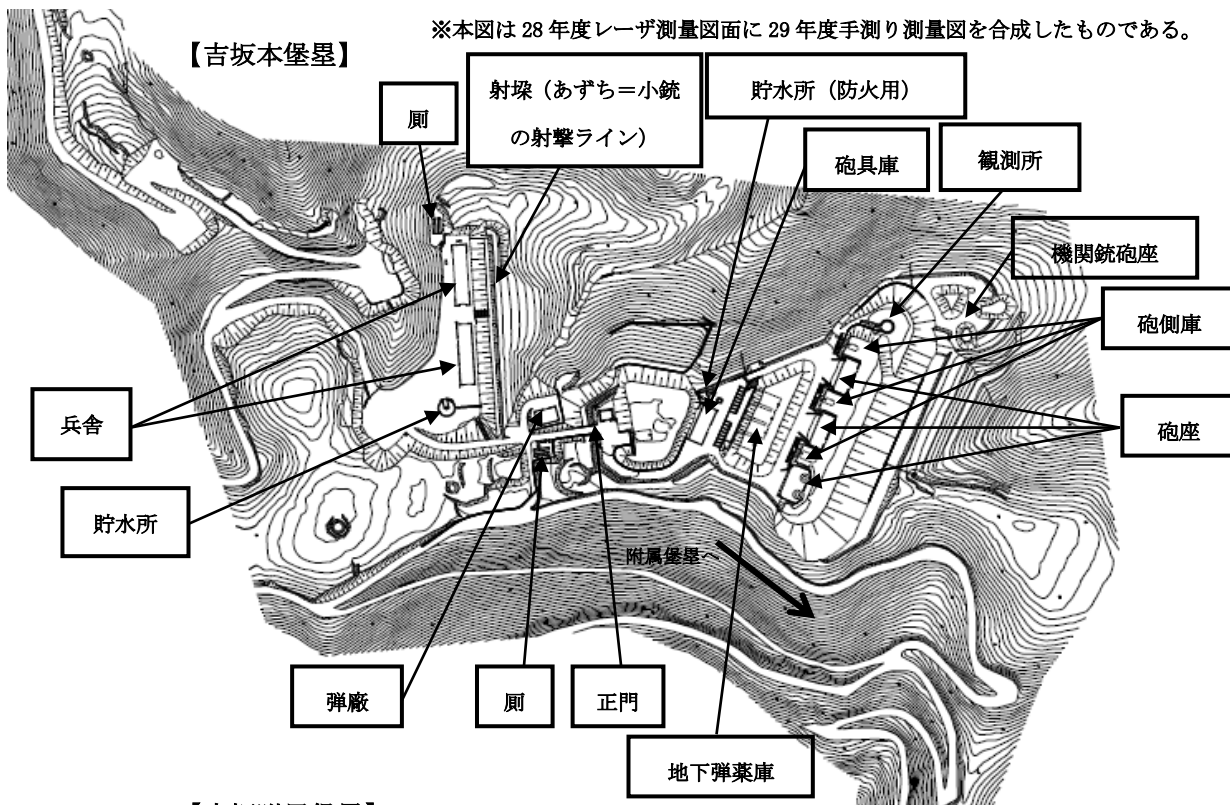 ※本図は 28 年度レーザ測量図面に 29 年度手測り測量図を合成したものである。
【吉坂本堡塁】
厠
射垜（あずち＝小銃
の射撃ライン）
貯水所（防火用）
砲具庫
観測所
機関銃砲座
砲側庫
砲座
兵舎
貯水所
附属堡塁へ
弾廠
厠
正門
地下弾薬庫